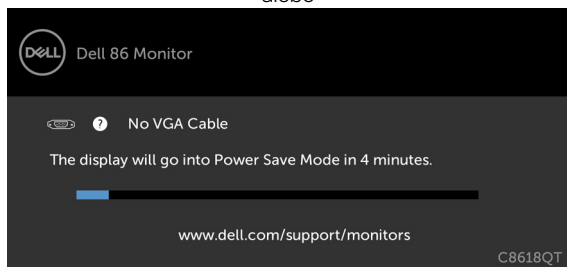 DELL
Dell 86 Monitor
? No VGA Cable
The display will go into Power Save Mode in 4 minutes.
www.dell.com/support/monitors
C8618QT